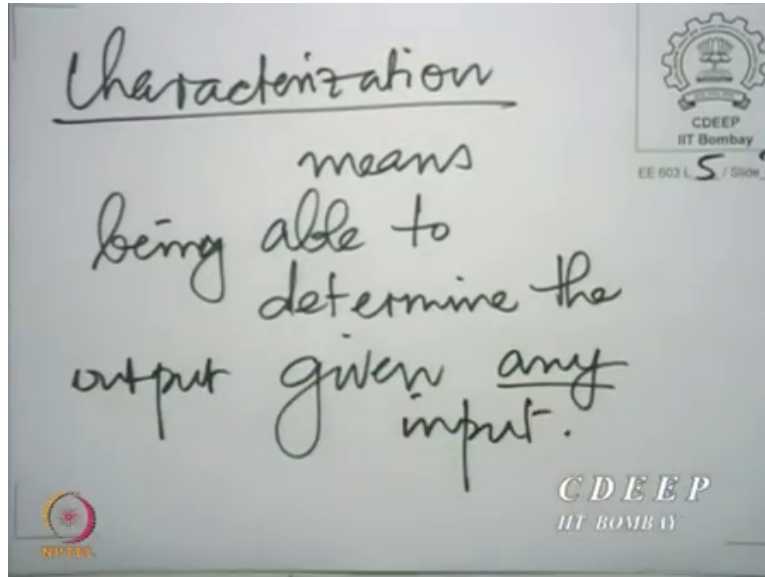 Characterization
means
being able to
determine the
output given any
input.
CDEEP
IIT Bombay
EE 603 L 5 / Slide
NPTEL
CDEEP
IIT BOMBAY